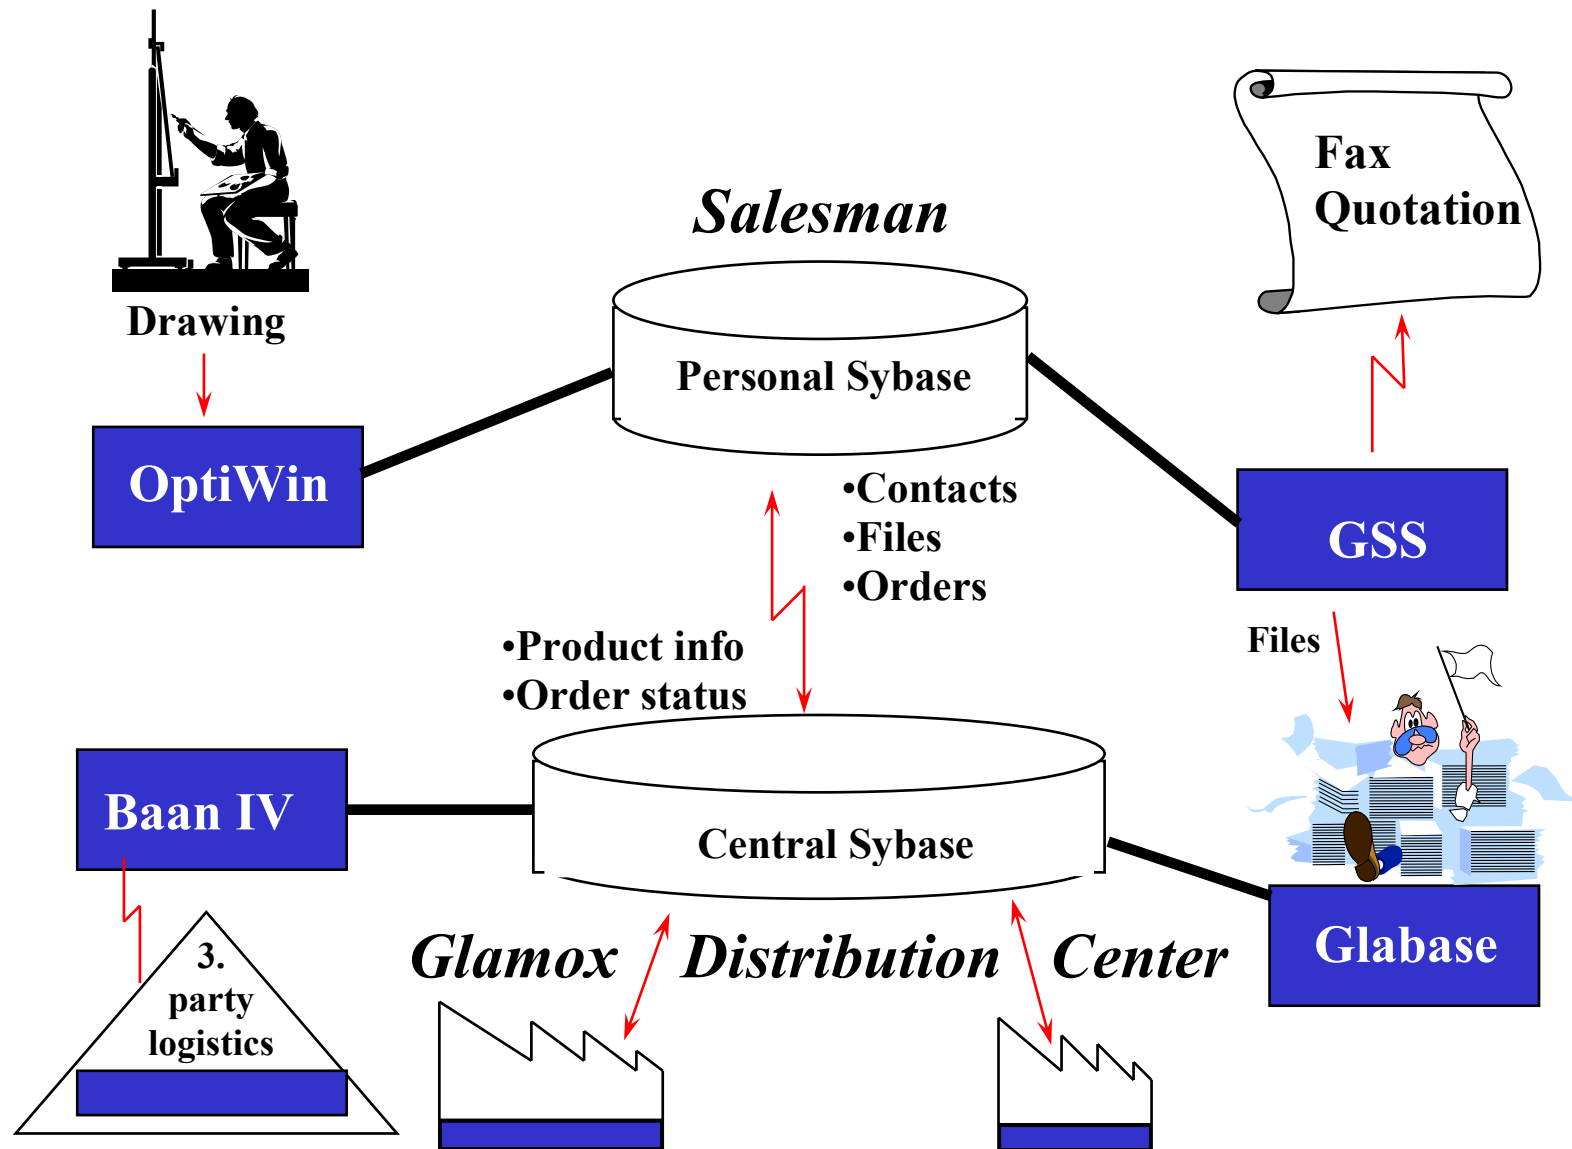 Fax
Quotation
Salesman
Drawing
Personal Sybase
OptiWin
•Contacts
•Files
•Orders
GSS
Files
•Product info
•Order status
Baan IV
Central Sybase
Glamox Distribution Center
Glabase
3.
party
logistics